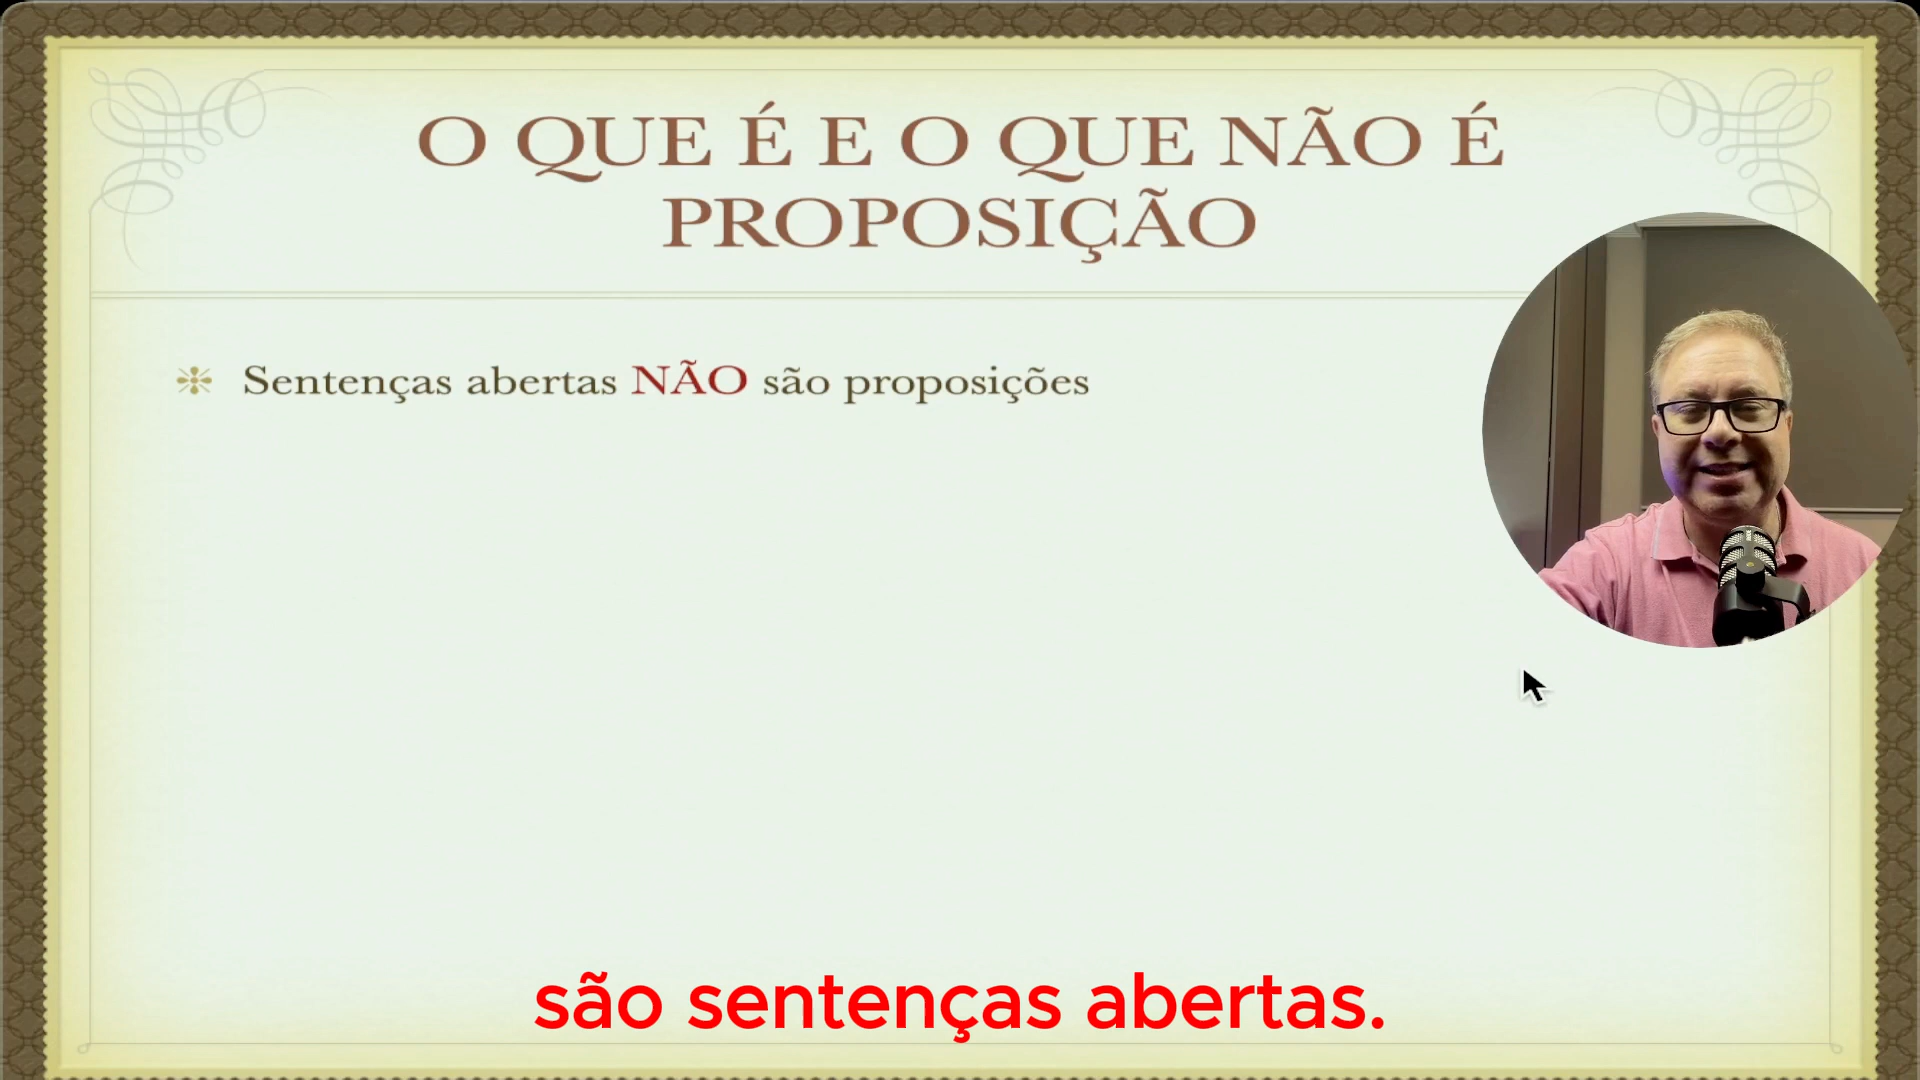 O QUE É E O QUE NÃO É
PROPOSIÇÃO
Sentenças abertas NÃO são proposições
são sentenças abertas.